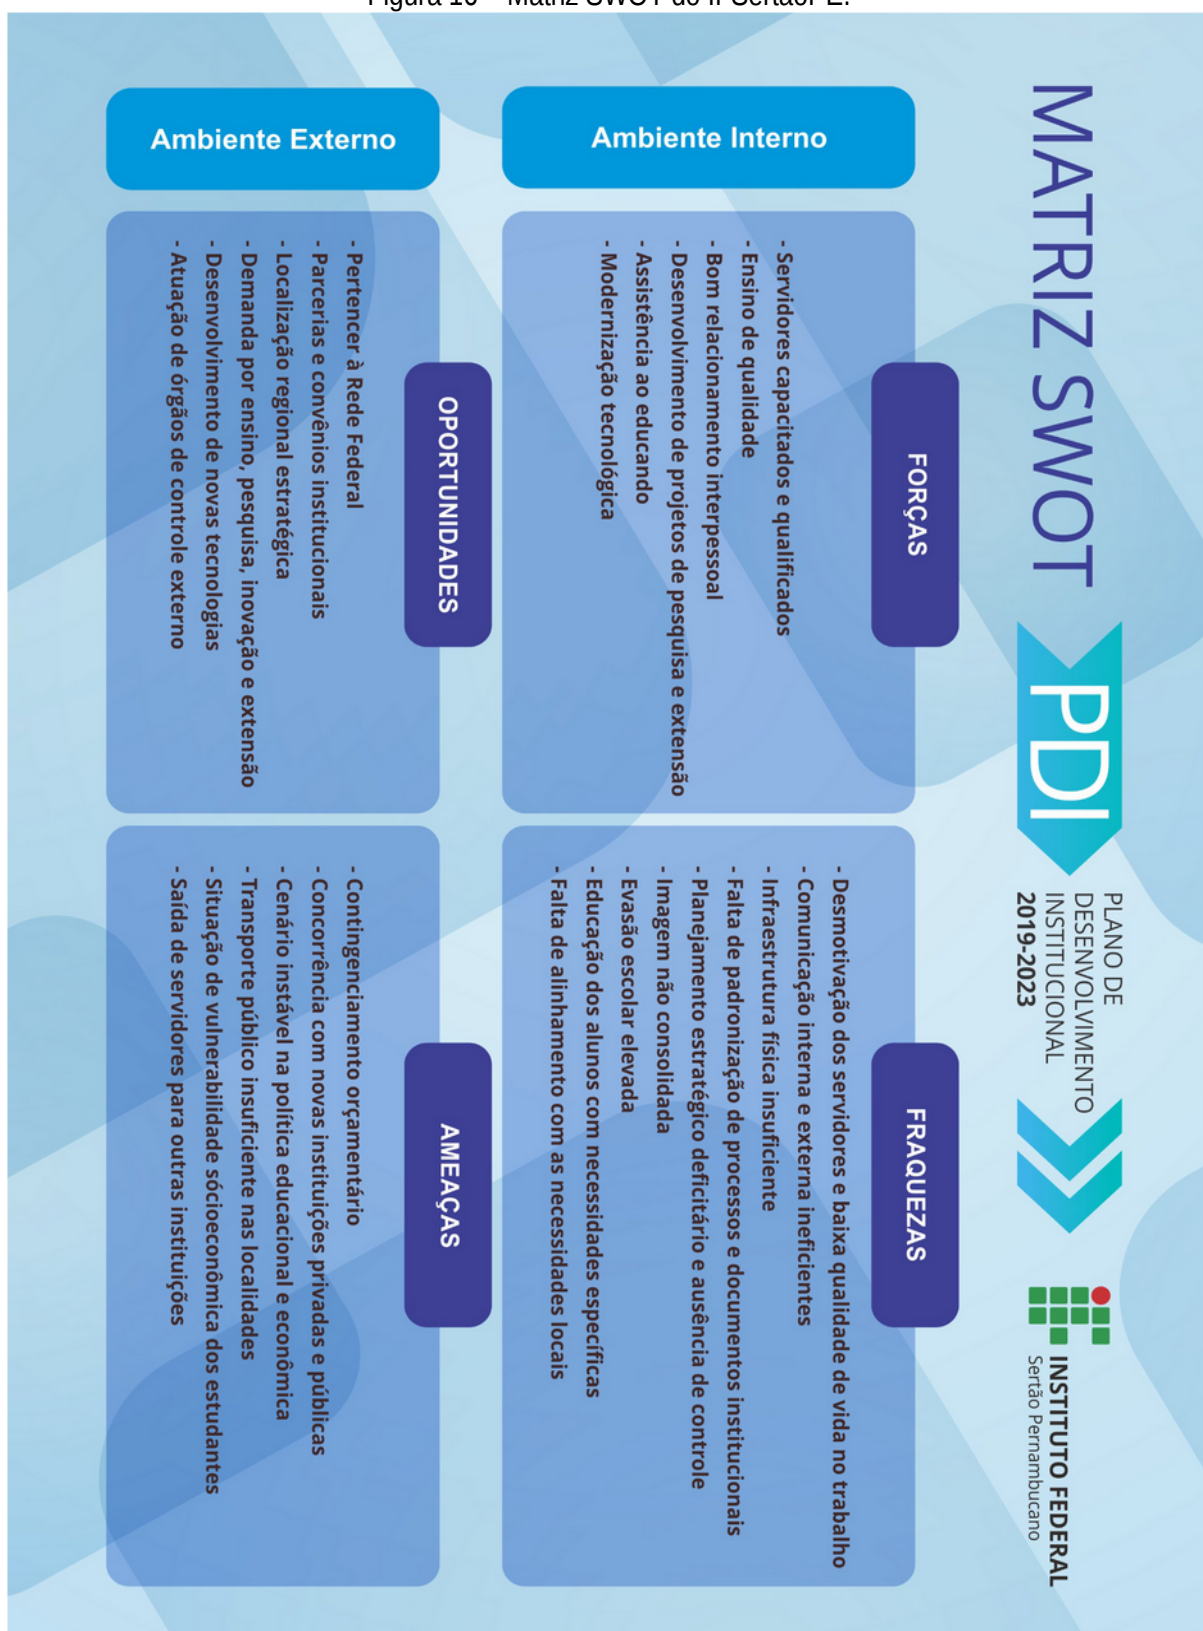 MATRIZ SWOT
PDI
PLANO DE
DESENVOLVIMENTO
INSTITUCIONAL
2019-2023
INSTITUTO FEDERAL
Sertão Pernambucano
Ambiente Interno
FORÇAS
- Servidores capacitados e qualificados
- Ensino de qualidade
- Bom relacionamento interpessoal
- Desenvolvimento de projetos de pesquisa e extensão
- Assistência ao educando
- Modernização tecnológica
FRAQUEZAS
- Desmotivação dos servidores e baixa qualidade de vida no trabalho
- Comunicação interna e externa ineficientes
- Infraestrutura física insuficiente
- Falta de padronização de processos e documentos institucionais
- Planejamento estratégico deficitário e ausência de controle
- Imagem não consolidada
- Evasão escolar elevada
- Educação dos alunos com necessidades específicas
- Falta de alinhamento com as necessidades locais
Ambiente Externo
OPORTUNIDADES
- Pertencer à Rede Federal
- Parcerias e convênios institucionais
- Localização regional estratégica
- Demanda por ensino, pesquisa, inovação e extensão
- Desenvolvimento de novas tecnologias
- Atuação de órgãos de controle externo
AMEAÇAS
- Contingenciamento orçamentário
- Concorrência com novas instituições privadas e públicas
- Cenário instável na política educacional e econômica
- Transporte público insuficiente nas localidades
- Situação de vulnerabilidade sócioeconômica dos estudantes
- Saída de servidores para outras instituições